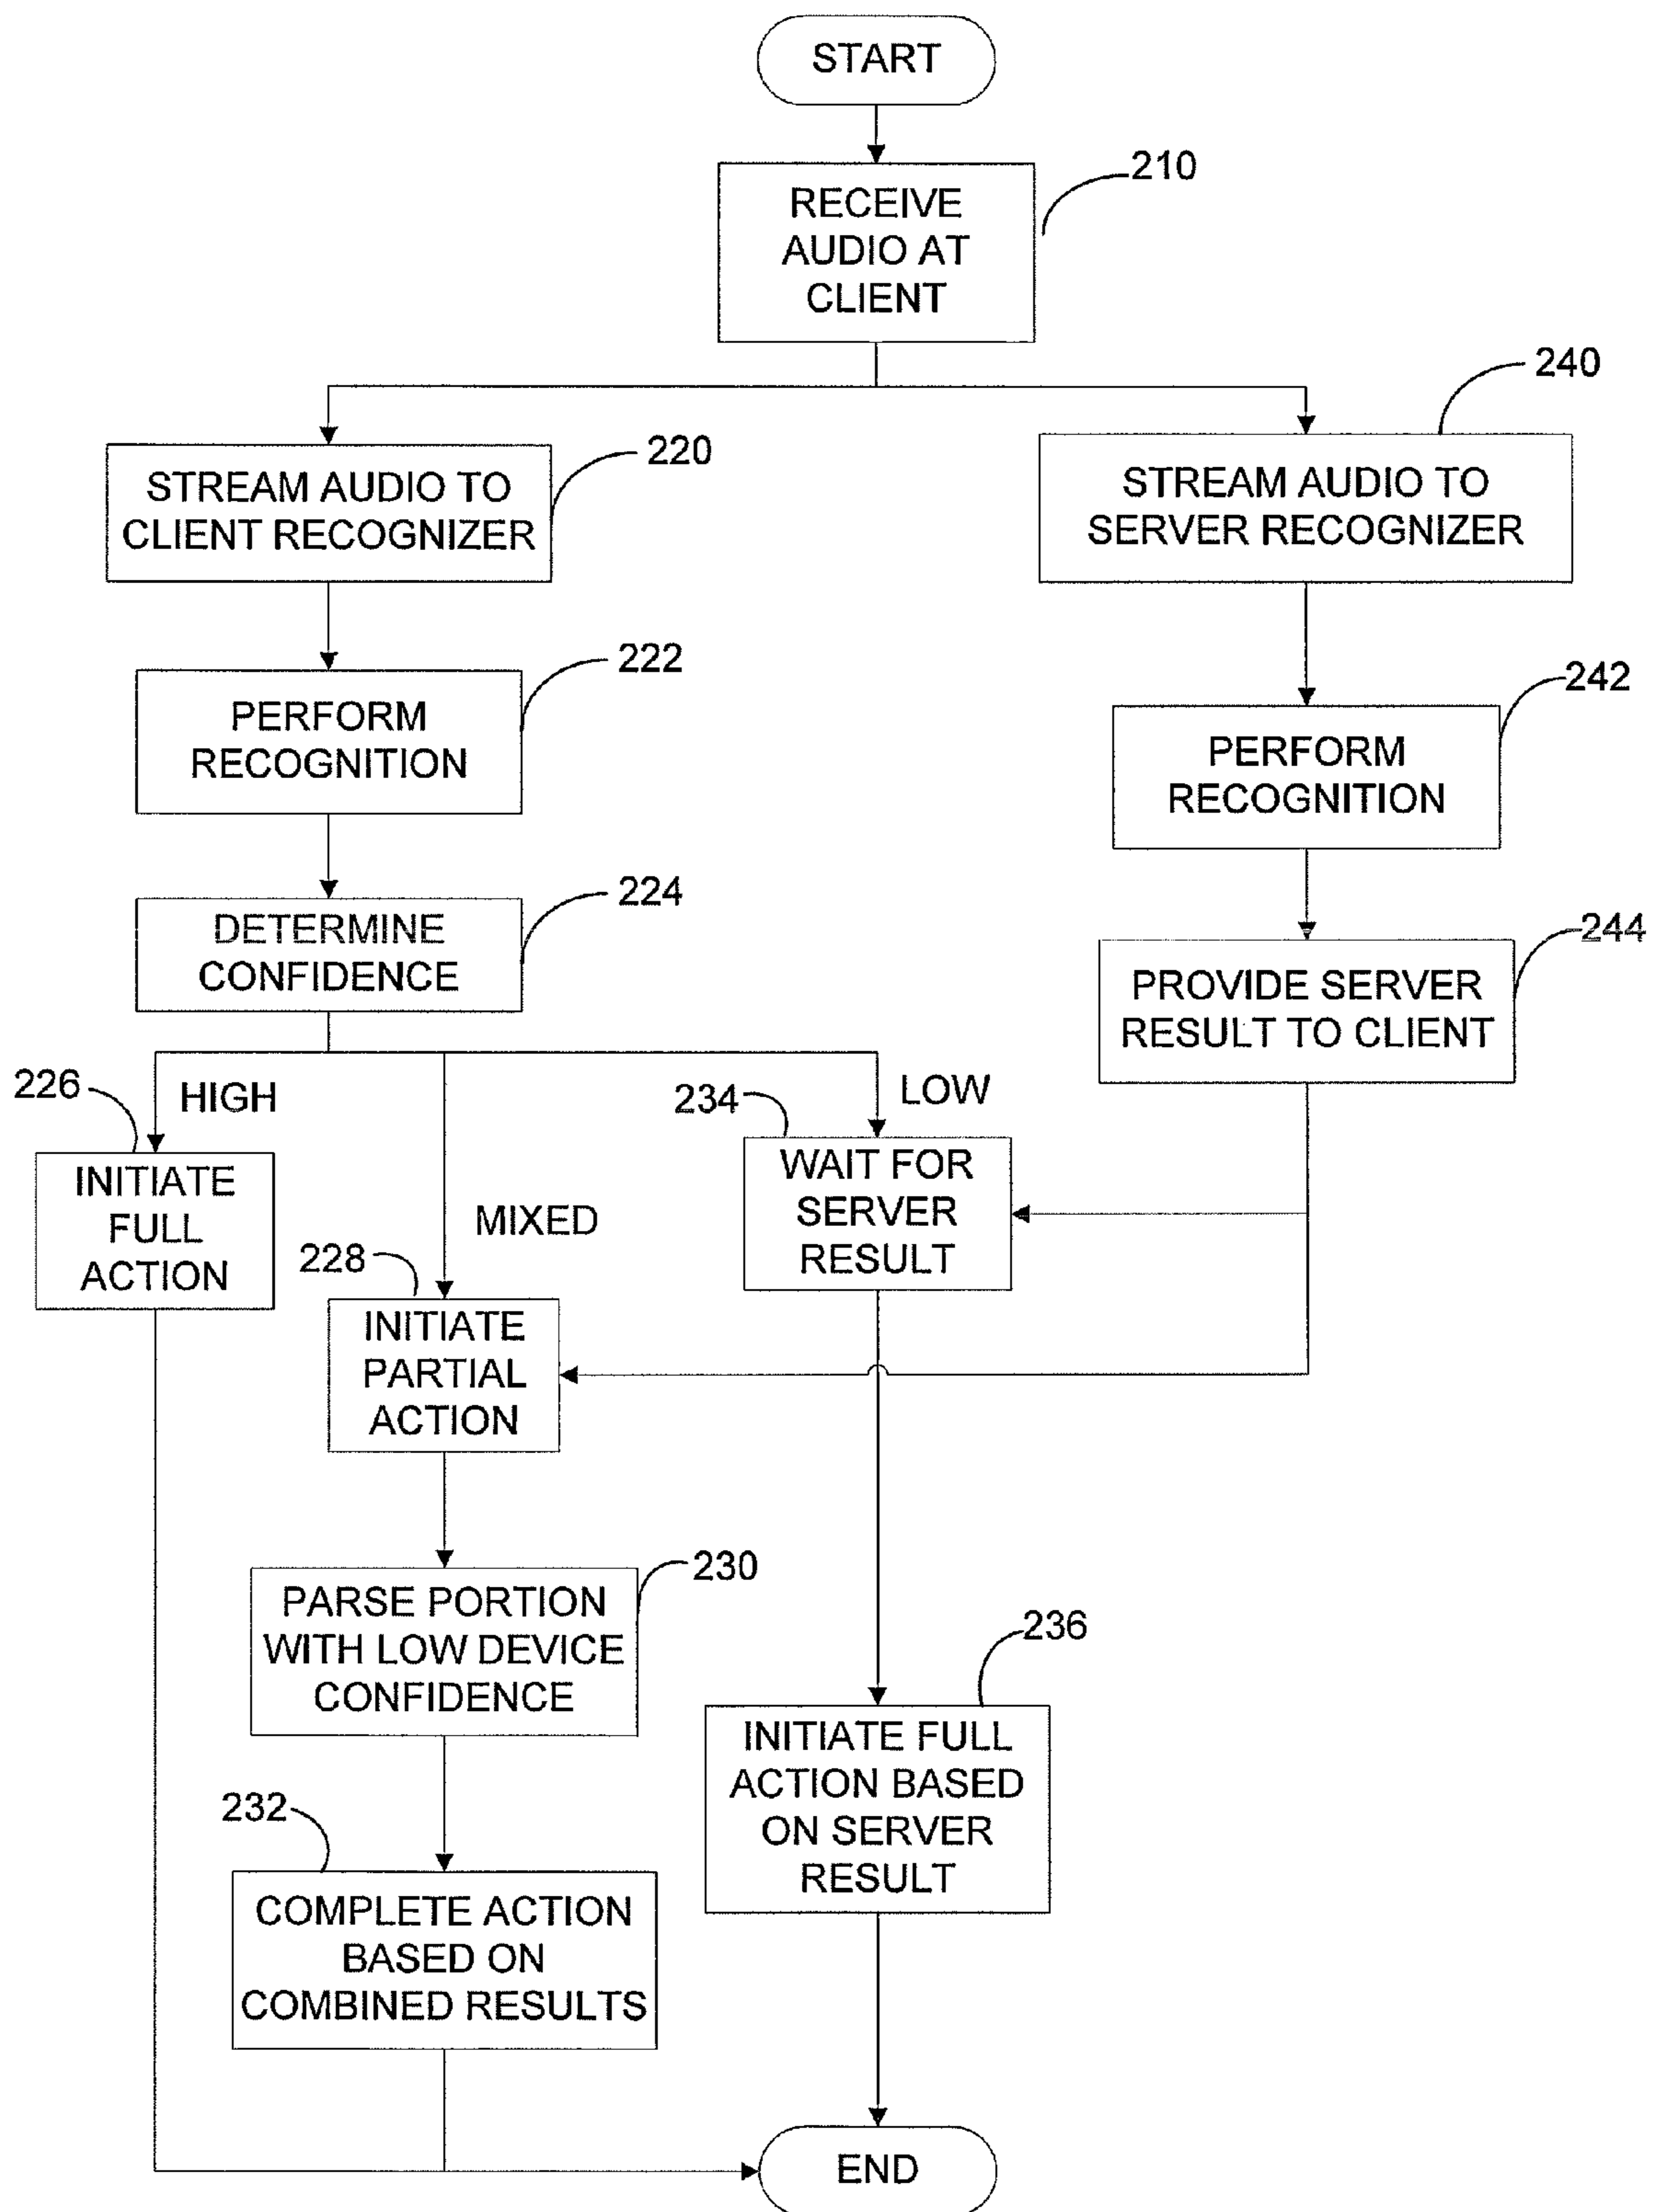 START
210
RECEIVE
AUDIO AT
CLIENT
240
220
STREAM AUDIO TO
CLIENT RECOGNIZER
STREAM AUDIO TO
SERVER RECOGNIZER
222
PERFORM
RECOGNITION
242
PERFORM
RECOGNITION
224
DETERMINE
CONFIDENCE
244
PROVIDE SERVER
RESULT TO CLIENT
226
HIGH
234
LOW
INITIATE
FULL
ACTION
WAIT FOR
SERVER
RESULT
MIXED
228
INITIATE
PARTIAL
ACTION
230
PARSE PORTION
WITH LOW DEVICE
CONFIDENCE
236
INITIATE FULL
ACTION BASED
ON SERVER
RESULT
232
COMPLETE ACTION
BASED ON
COMBINED RESULTS
END